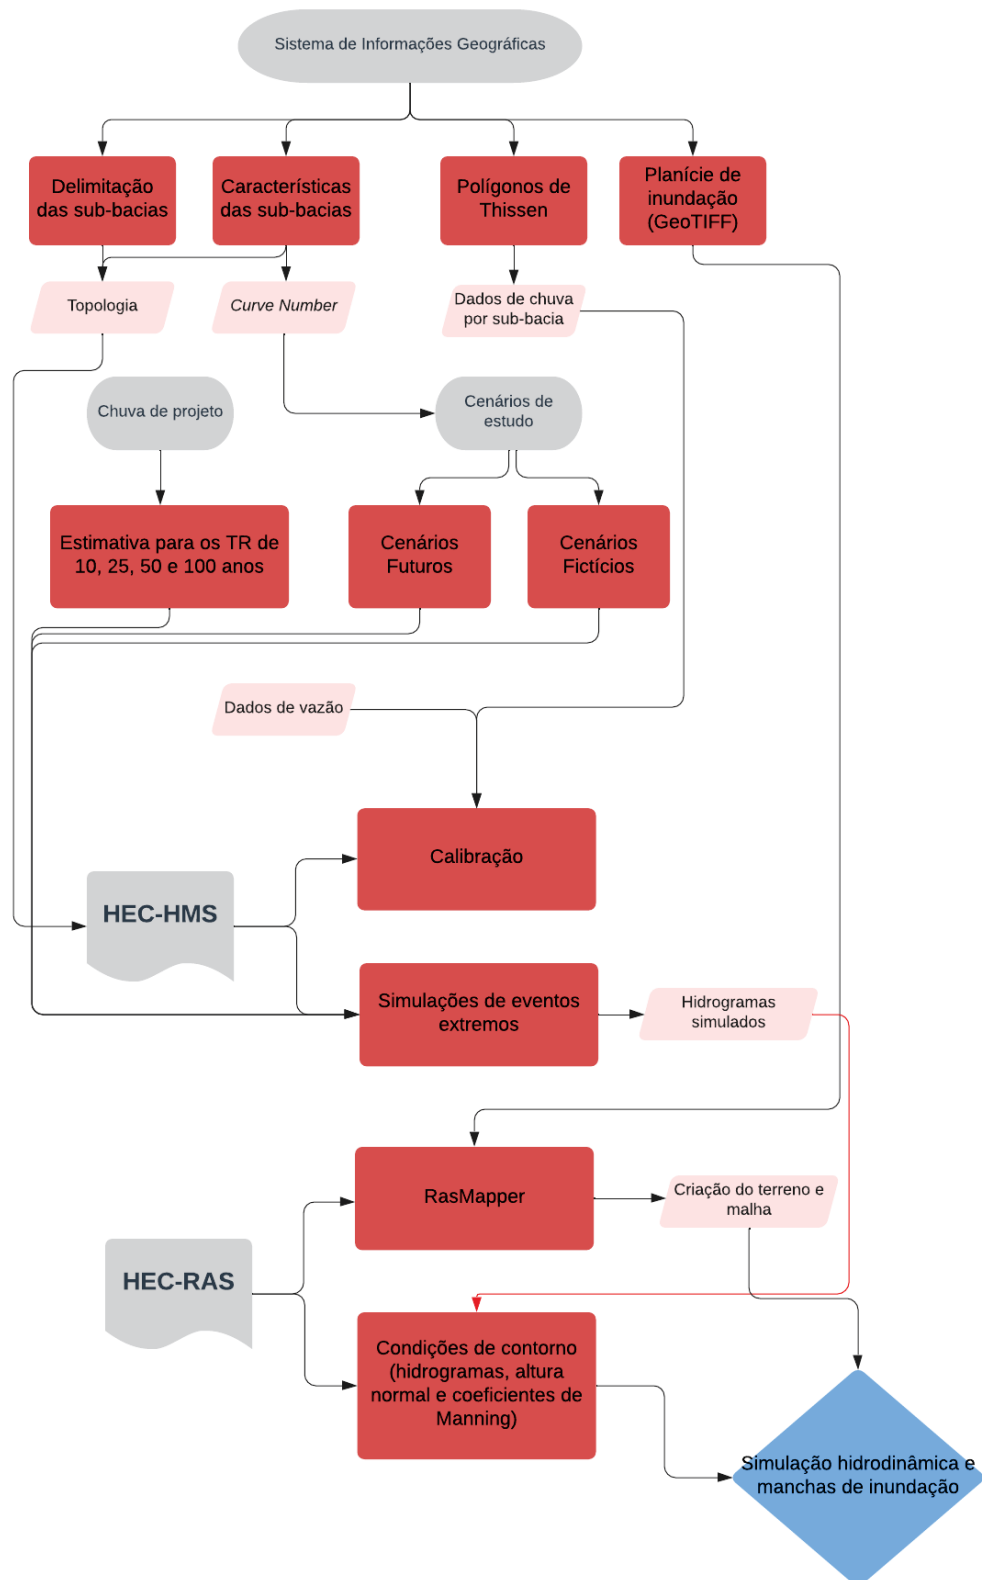 Sistema de Informações Geográficas
Delimitação
das sub-bacias
Características
das sub-bacias
Polígonos de
Thissen
Planície de
inundação
(GeoTIFF)
Topologia
Curve Number
Dados de chuva
por sub-bacia
Chuva de projeto
Cenários de
estudo
Estimativa para os TR de
10, 25, 50 e 100 anos
Cenários
Futuros
Cenários
Fictícios
Dados de vazão
Calibração
HEC-HMS
Simulações de eventos
extremos
Hidrogramas
simulados
RasMapper
Criação do terreno e
malha
HEC-RAS
Condições de contorno
(hidrogramas, altura
normal e coeficientes de
Manning)
Simulação hidrodinâmica e
manchas de inundação